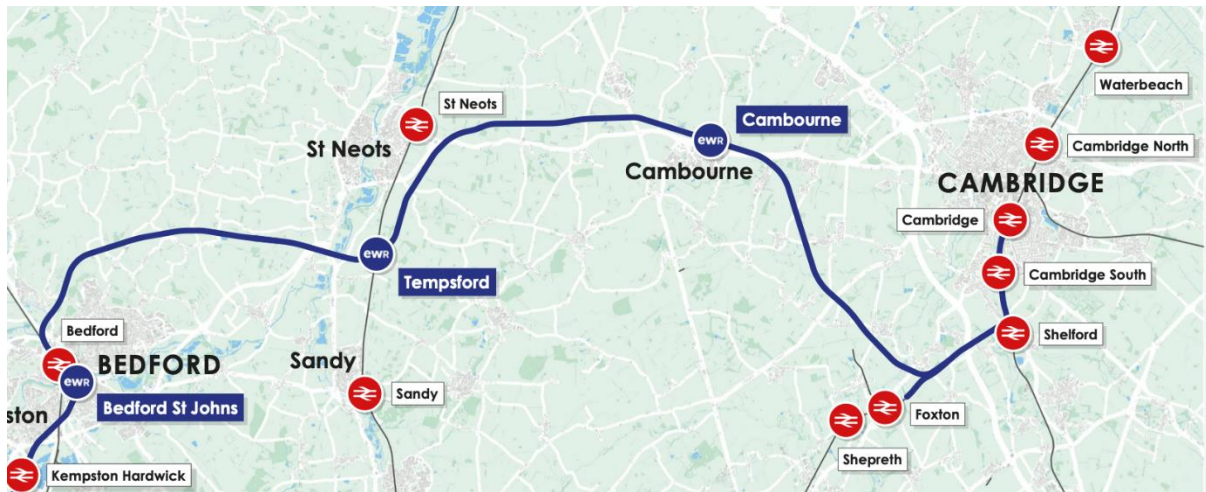 Waterbeach
St Neots
Cambourne
St Neots
Cambridge North
Cambourne
CAMBRIDGE
Cambridge
ewR
ewR
Tempsford
Cambridge South
Bedford
Shelford
BEDFORD
Sandy
ewR
Sandy
Bedford St Johns
ston
Foxton
Shepreth
Kempston Hardwick